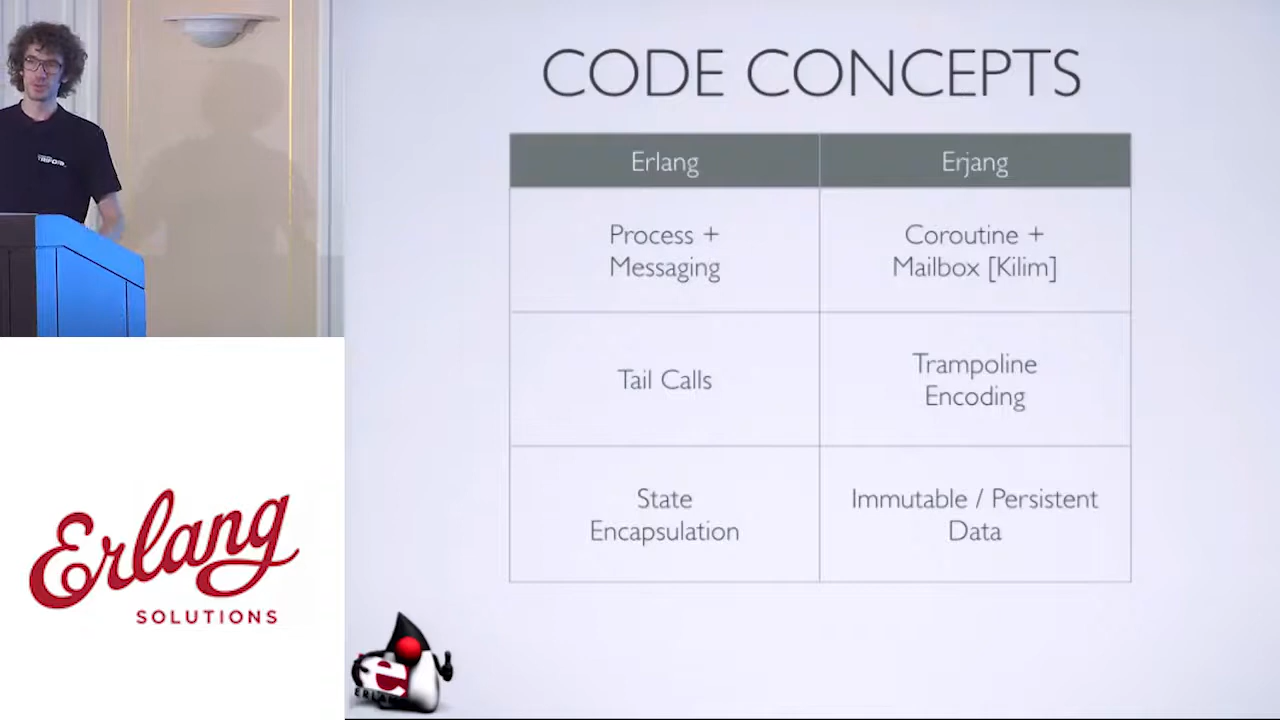 CODE CONCEPTS
Erlang
Erjang
Process +
Messaging
Coroutine +
Mailbox [Kilim]
Tail Calls
Trampoline
Encoding
State
Encapsulation
Immutable / Persistent
Data
Erlang
SOLUTIONS